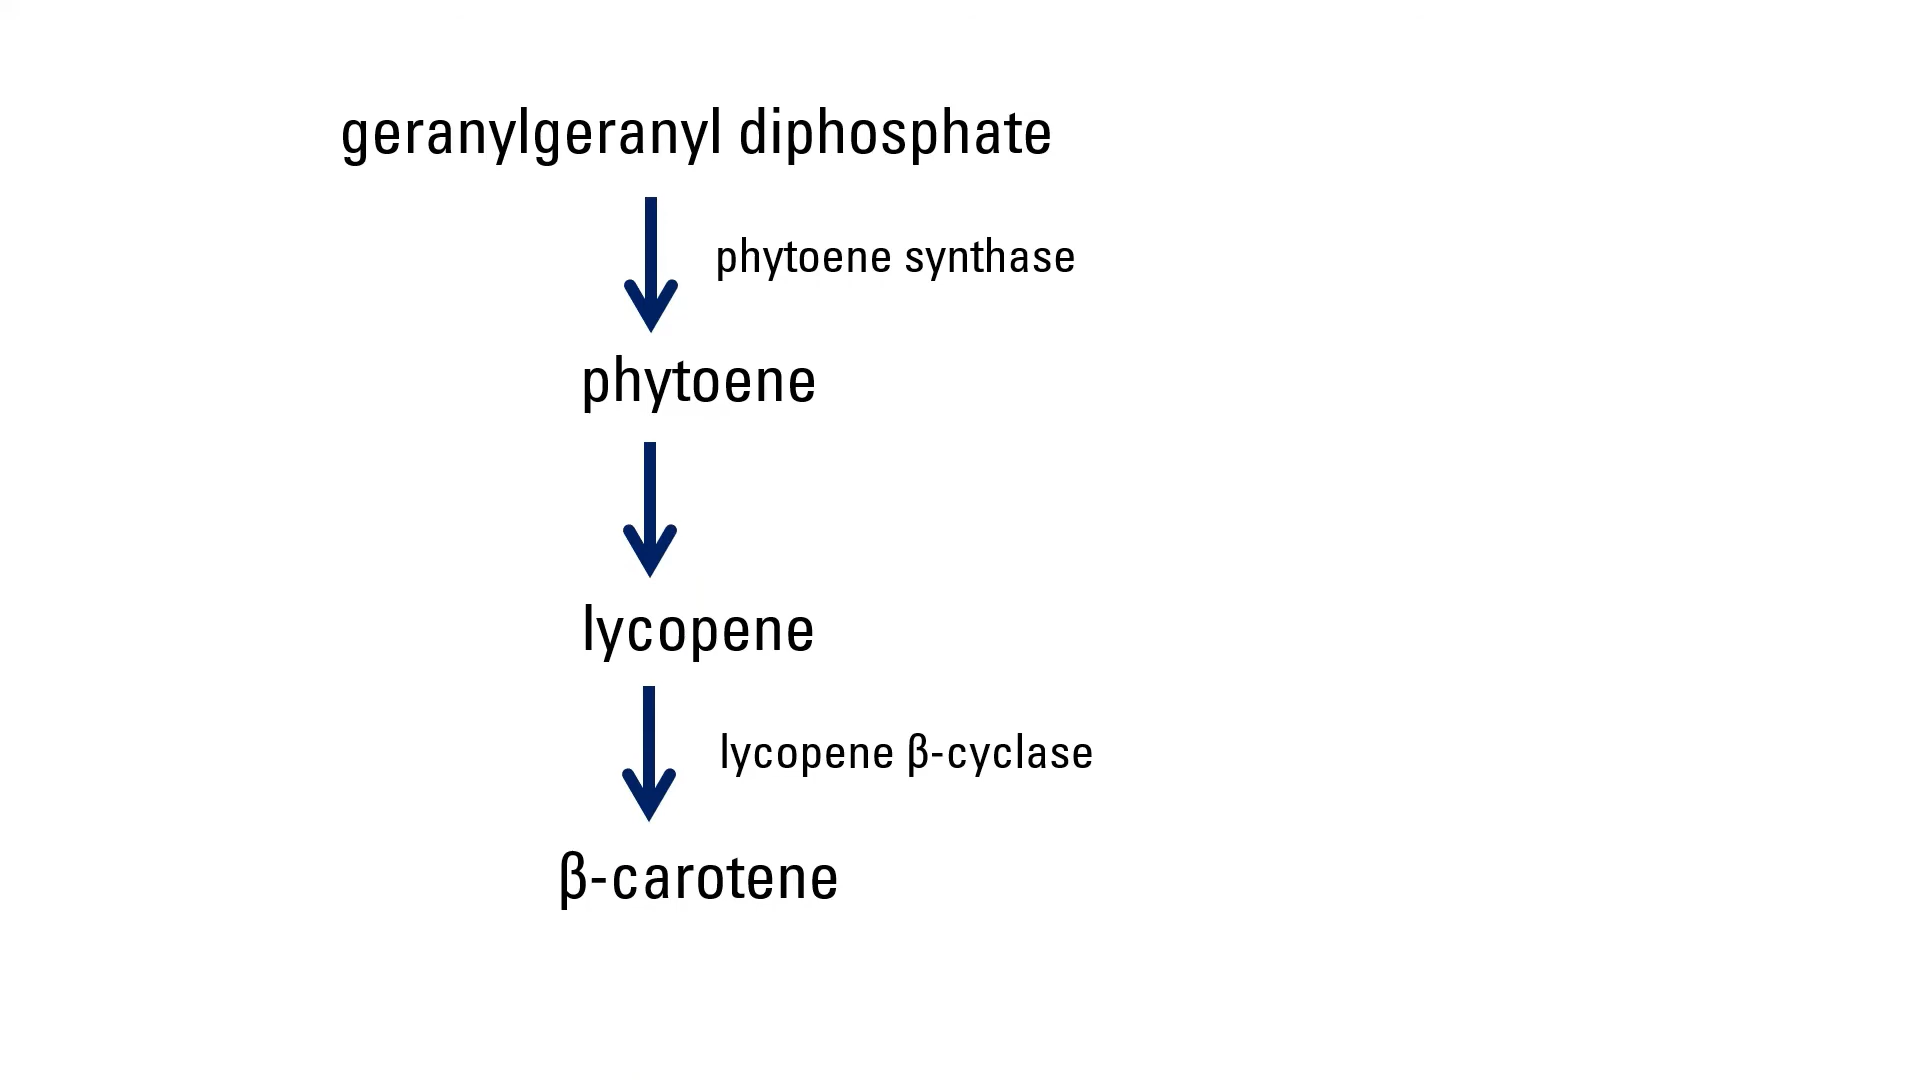 geranylgeranyl diphosphate
phytoene synthase
phytoene
lycopene
lycopene β-cyclase
β-carotene